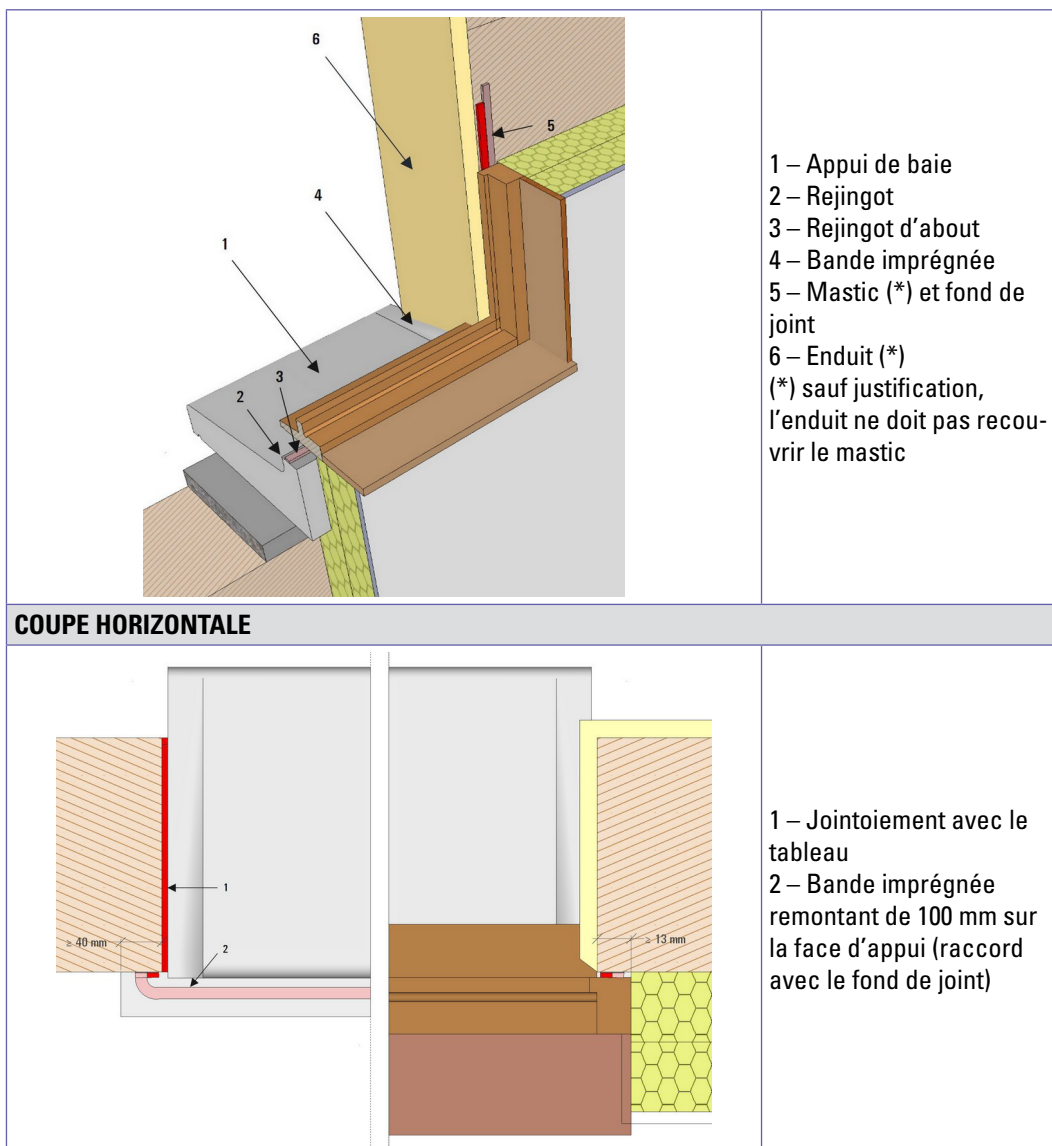 6
5
4
1
3
2
1 – Appui de baie
2 – Rejingot
3 – Rejingot d’about
4 – Bande imprégnée
5 – Mastic (*) et fond de
joint
6 – Enduit (*)
(*) sauf justification,
l’enduit ne doit pas recou-
vrir le mastic
COUPE HORIZONTALE
1
≥ 40 mm
2
≥ 13 mm
1 – Jointoiement avec le
tableau
2 – Bande imprégnée
remontant de 100 mm sur
la face d’appui (raccord
avec le fond de joint)